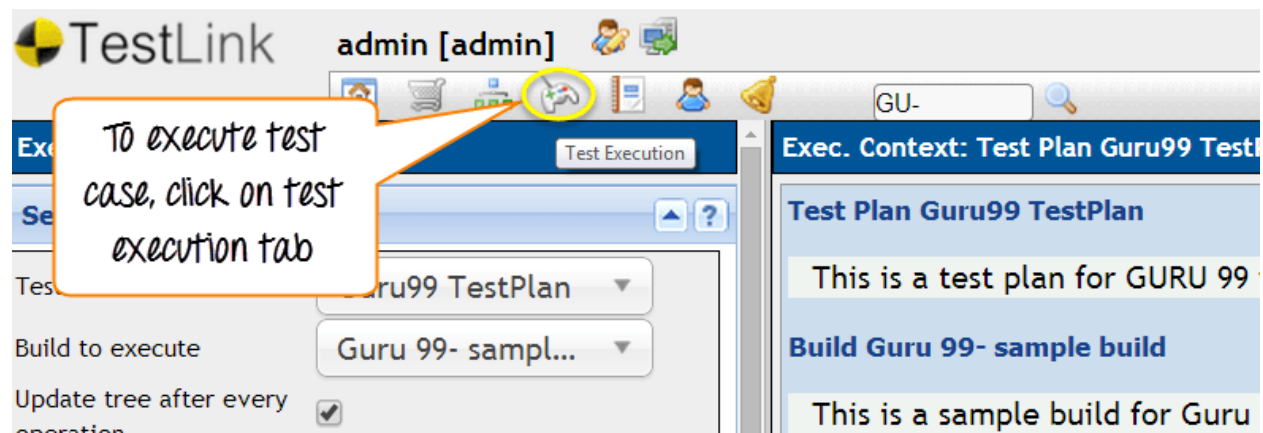 TestLink
admin [admin]
GU-
To execute test
case, click on test
execution tab
Test Execution
Exec. Context: Test Plan Guru99 Test
Test Plan Guru99 TestPlan
This is a test plan for GURU 99
Guru99 TestPlan
Build to execute
Guru 99- sampl...
Build Guru 99- sample build
Update tree after every
operation
This is a sample build for Guru